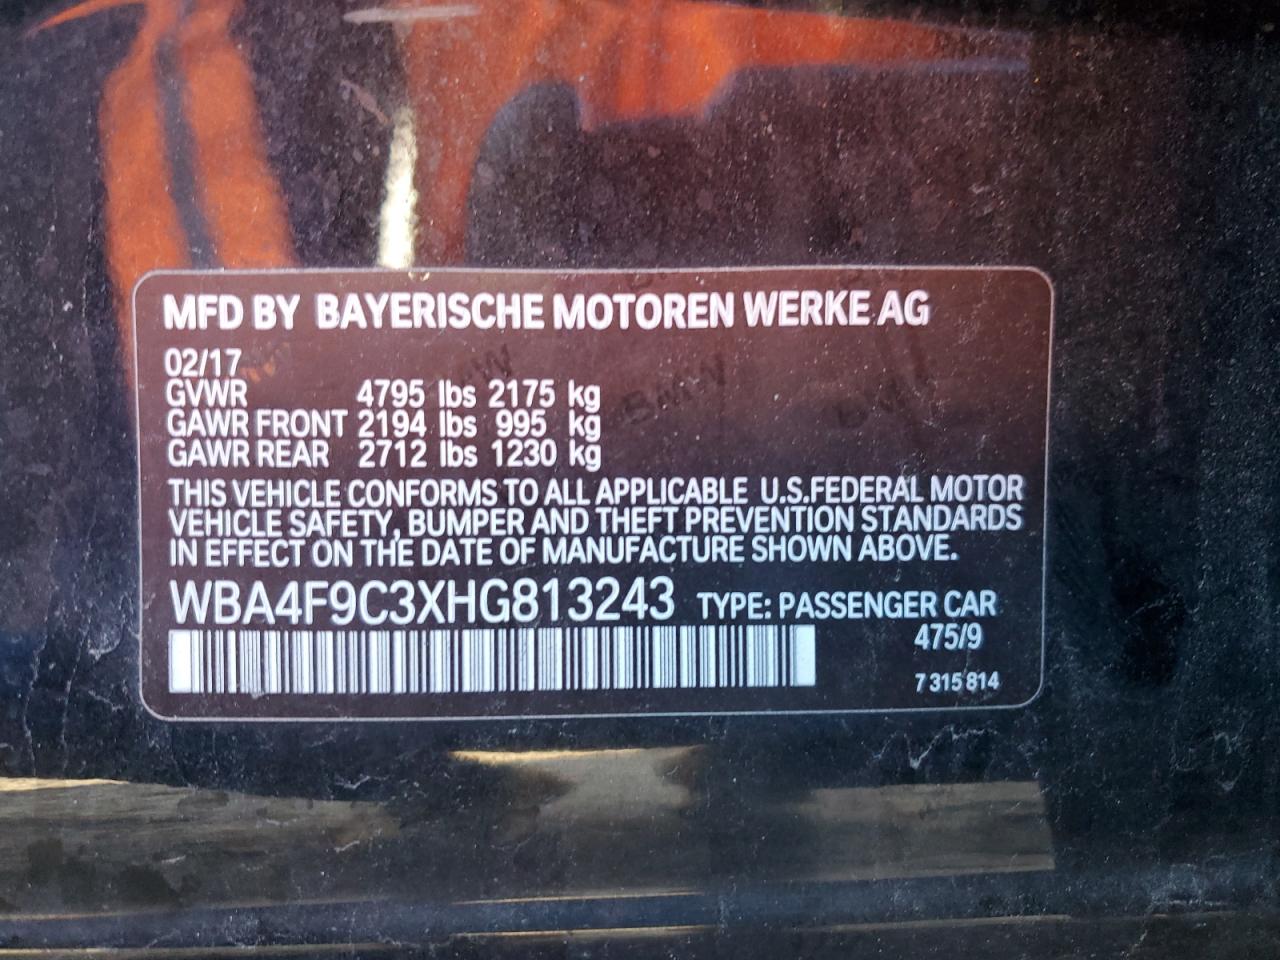 MFD BY BAYERISCHE MOTOREN WERKE AG
02/17
GVWR 4795 lbs 2175 kg
GAWR FRONT 2194 lbs 995 kg
GAWR REAR 2712 lbs 1230 kg
THIS VEHICLE CONFORMS TO ALL APPLICABLE U.S.FEDERAL MOTOR
VEHICLE SAFETY, BUMPER AND THEFT PREVENTION STANDARDS
IN EFFECT ON THE DATE OF MANUFACTURE SHOWN ABOVE.
WBA4F9C3XHG813243 TYPE: PASSENGER CAR
475/9
7 315 814